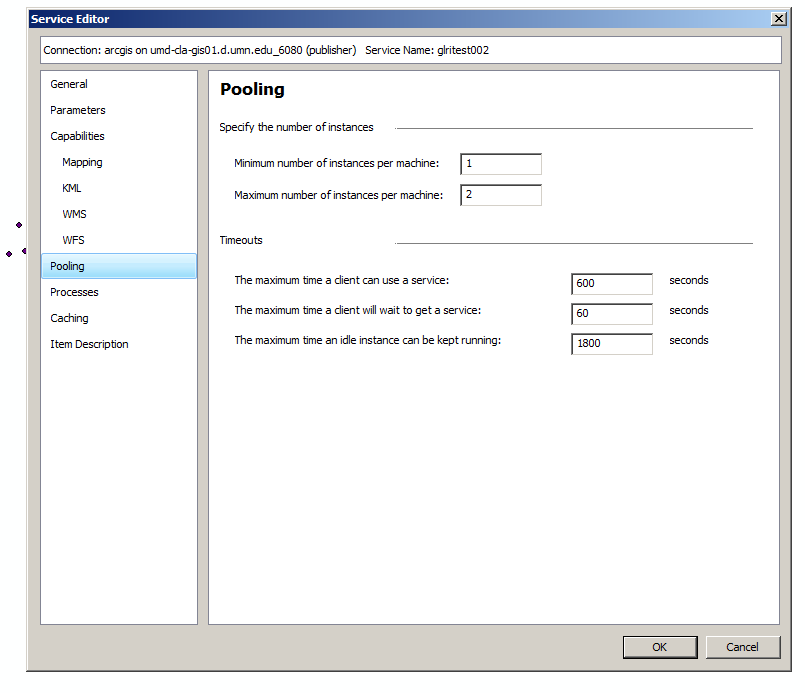 Service Editor
Connection: arcgis on umd-cla-gis01.d.umn.edu_6080 (publisher)   Service Name: glritest002
General
Parameters
Capabilities
Mapping
KML
WMS
WFS
Pooling
Processes
Caching
Item Description
Pooling
Specify the number of instances
Minimum number of instances per machine: 1
Maximum number of instances per machine: 2
Timeouts
The maximum time a client can use a service: 600 seconds
The maximum time a client will wait to get a service: 60 seconds
The maximum time an idle instance can be kept running: 1800 seconds
OK Cancel